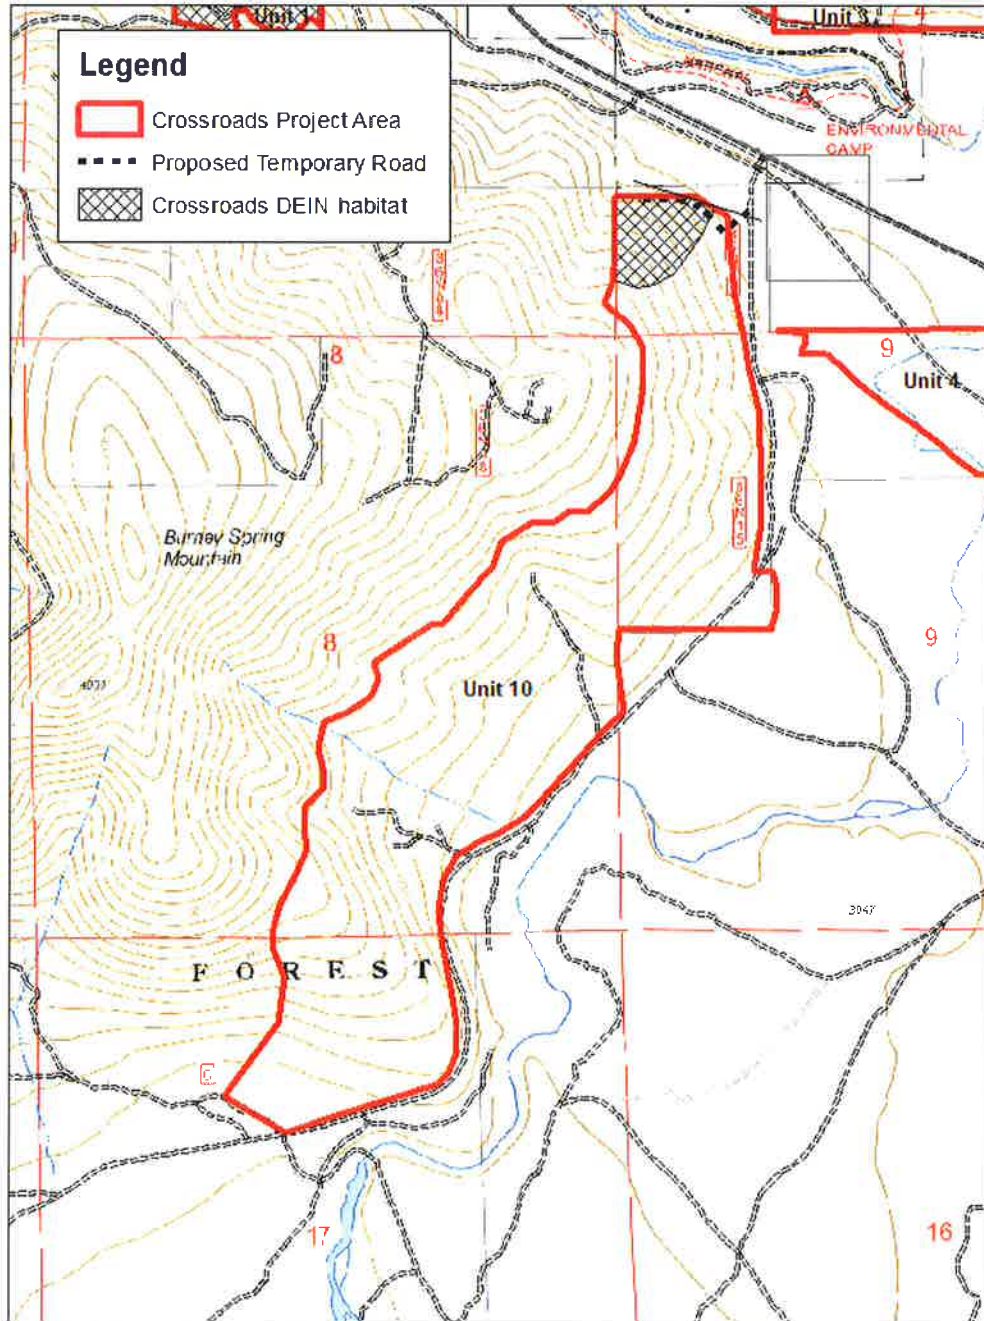 Unit 1
Unit 3
Legend
Crossroads Project Area
Proposed Temporary Road
Crossroads DEIN habitat
ENVIRONMENTAL
CAMP
8
9
Unit 4
Burney Spring
Mountain
8
9
Unit 10
3047
FOREST
17
16